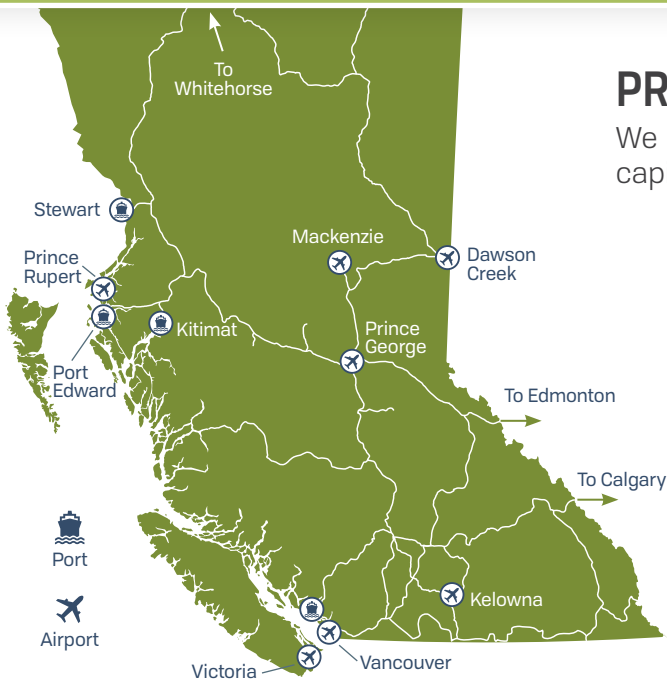 To
Whitehorse
PR
We
cap
Stewart
Mackenzie
Prince
Rupert
Dawson
Creek
Kitimat
Prince
George
Port
Edward
To Edmonton
To Calgary
Port
Kelowna
Airport
Vancouver
Victoria